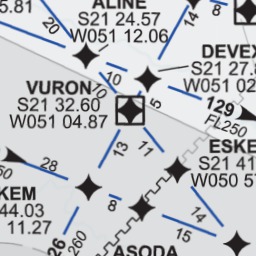 5.81
20
ALINE
S21 24.57
W051 12.06
14
8
10
10
DEVEX
S21 27.8
W051 02
VURON
S21 32.60
W051 04.87
5
129
FL250
13
11
ESKE
S21 41
W050 5
28
KEM
44.03
11.27
8
14
15
26
260
ASODA